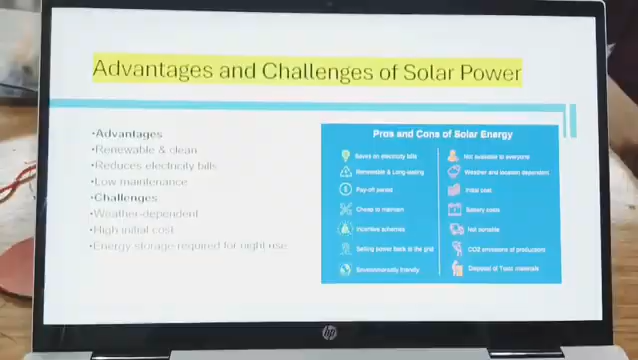 Advantages and Challenges of Solar Power
•Advantages
•Renewable & clean
•Reduces electricity bills
•Low maintenance
•Challenges
•Weather-dependent
•High initial cost
•Energy storage required for night use
Pros and Cons of Solar Energy
Saves on electricity bills
Renewable & Long-lasting
Pay-off period
Cheap to maintain
Incentive schemes
Selling power back to the grid
Environmentally friendly
Not available to everyone
Weather and location dependent
Initial cost
Battery costs
Not versatile
CO2 emissions of production
Disposal of Toxic materials
hp